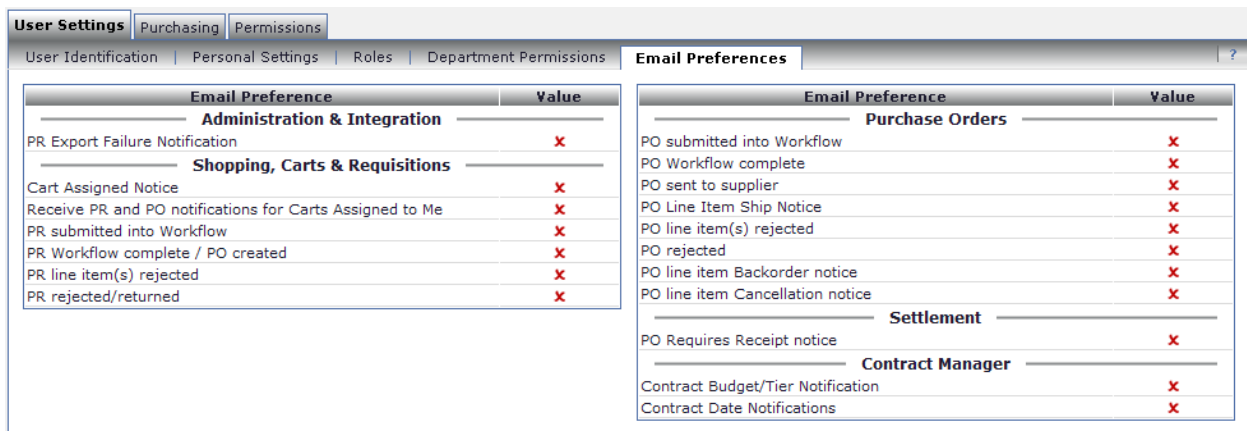 User Settings Purchasing Permissions
User Identification | Personal Settings | Roles | Department Permissions Email Preferences ?
Email Preference Value
Administration & Integration
PR Export Failure Notification x
Shopping, Carts & Requisitions
Cart Assigned Notice x
Receive PR and PO notifications for Carts Assigned to Me x
PR submitted into Workflow x
PR Workflow complete / PO created x
PR line item(s) rejected x
PR rejected/returned x
Email Preference Value
Purchase Orders
PO submitted into Workflow x
PO Workflow complete x
PO sent to supplier x
PO Line Item Ship Notice x
PO line item(s) rejected x
PO rejected x
PO line item Backorder notice x
PO line item Cancellation notice x
Settlement
PO Requires Receipt notice x
Contract Manager
Contract Budget/Tier Notification x
Contract Date Notifications x